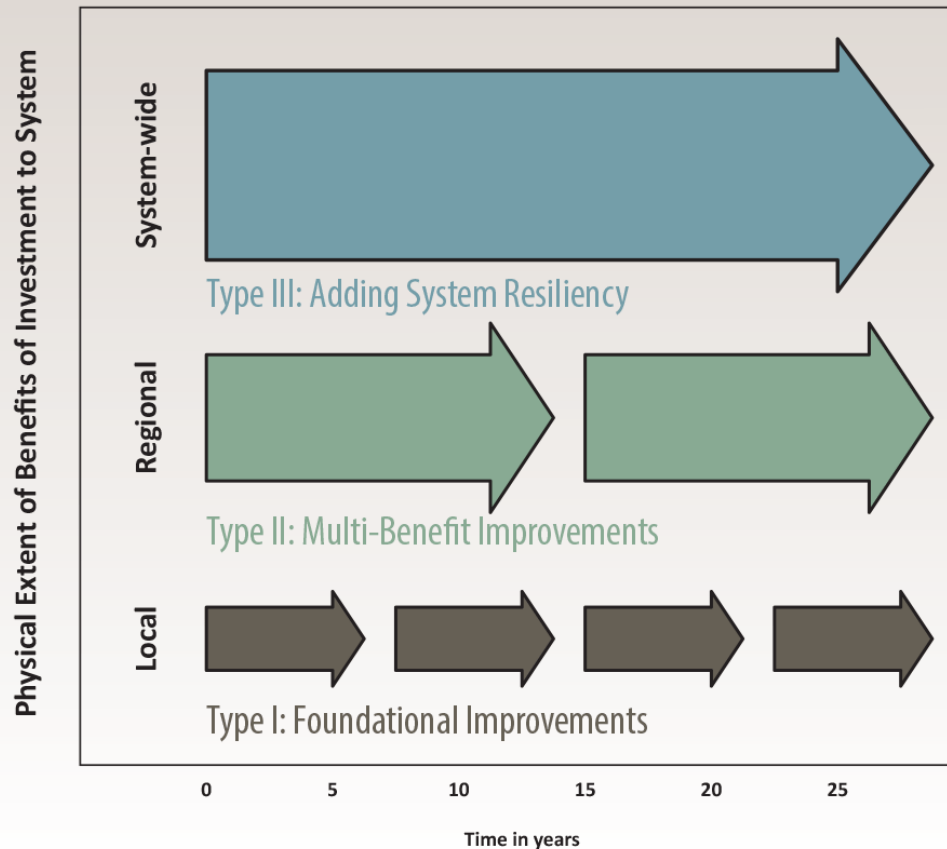 Physical Extent of Benefits of Investment to System
System-wide
Type III: Adding System Resiliency
Regional
Type II: Multi-Benefit Improvements
Local
Type I: Foundational Improvements
0 5 10 15 20 25
Time in years